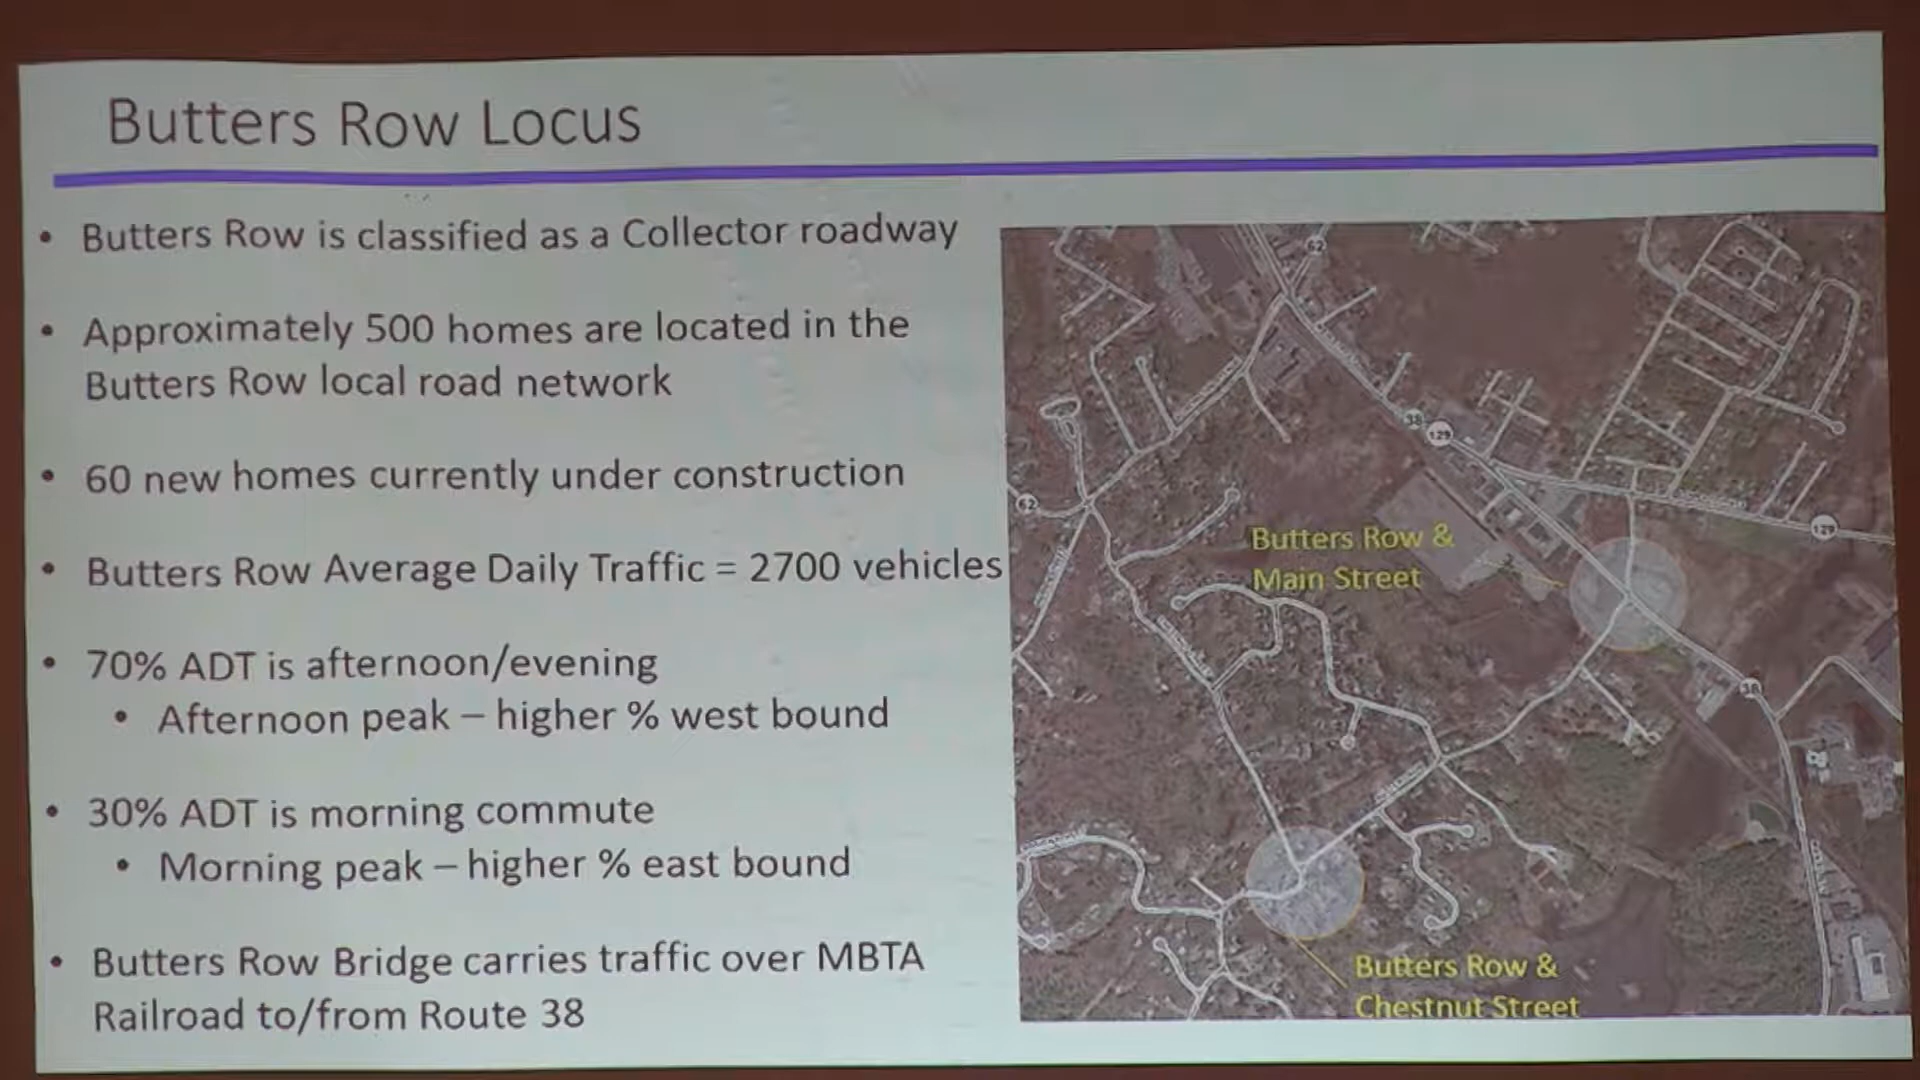 Butters Row Locus
• Butters Row is classified as a Collector roadway
• Approximately 500 homes are located in the
Butters Row local road network
• 60 new homes currently under construction
• Butters Row Average Daily Traffic = 2700 vehicles
• 70% ADT is afternoon/evening
• Afternoon peak – higher % west bound
• 30% ADT is morning commute
• Morning peak – higher % east bound
• Butters Row Bridge carries traffic over MBTA
Railroad to/from Route 38
62
38
129
62
129
Butters Row &
Main Street
38
Butters Row &
Chestnut Street